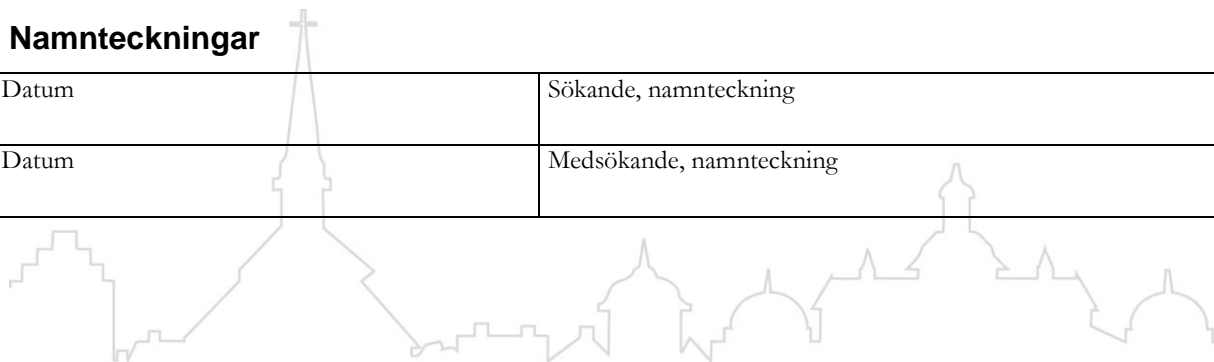 Namnteckningar
Datum
Sökande, namnteckning
Datum
Medsökande, namnteckning